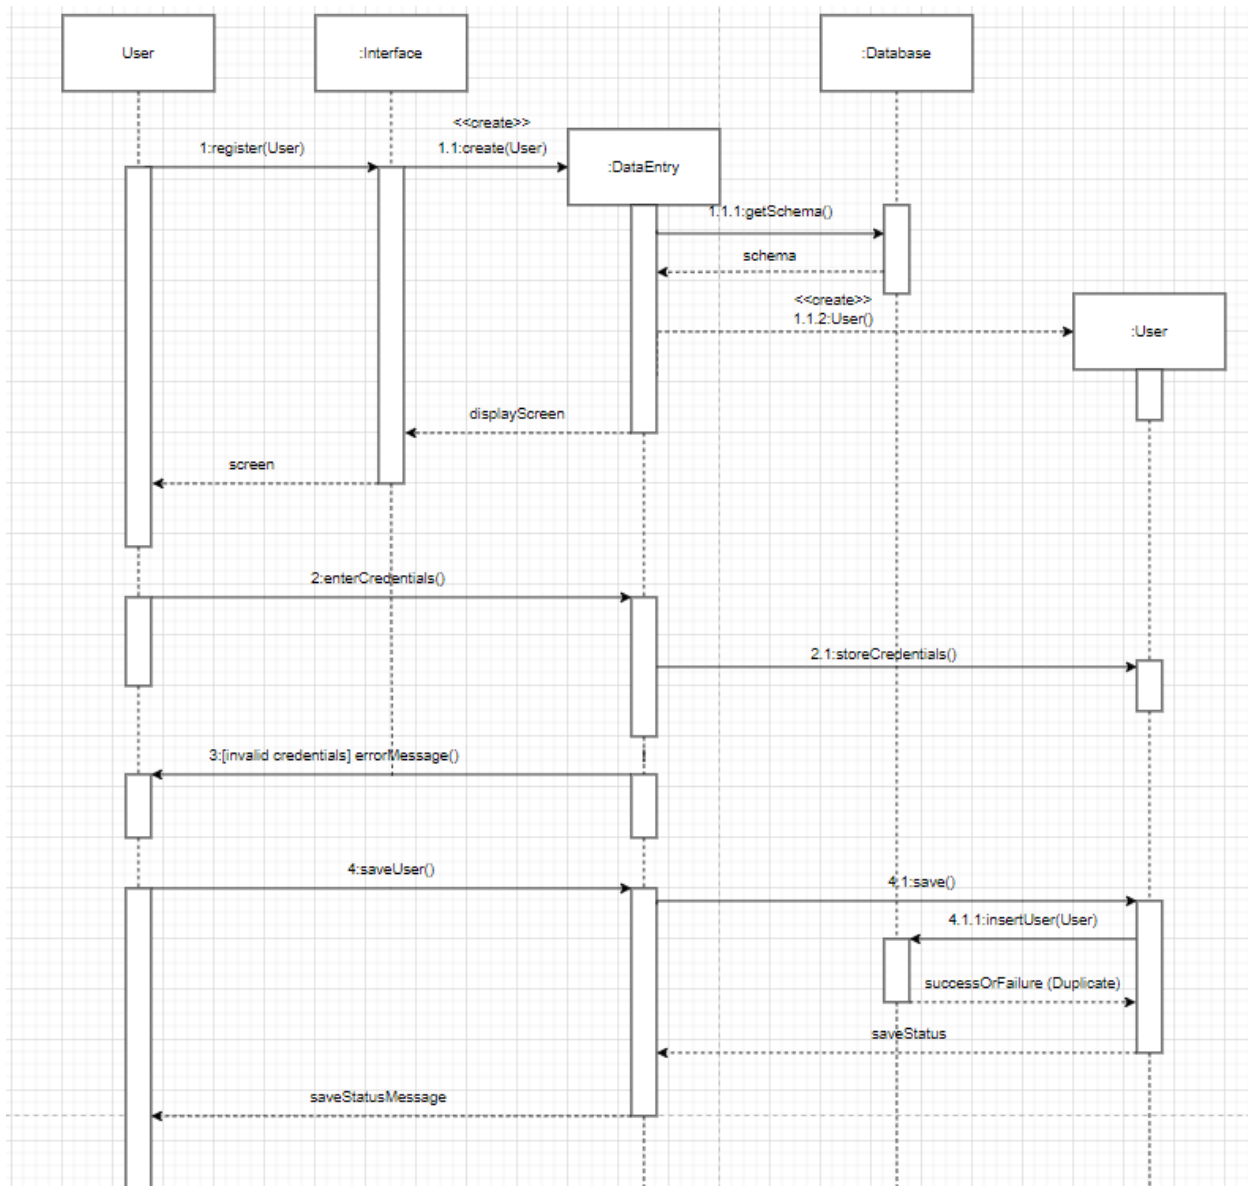 User
:Interface
:Database
<<create>>
1:register(User)
1.1:create(User)
:DataEntry
1.1.1:getSchema()
schema
<<create>>
1.1.2:User()
:User
displayScreen
screen
2:enterCredentials()
2.1:storeCredentials()
3:[invalid credentials] errorMessage()
4:saveUser()
4.1:save()
4.1.1:insertUser(User)
successOrFailure (Duplicate)
saveStatus
saveStatusMessage